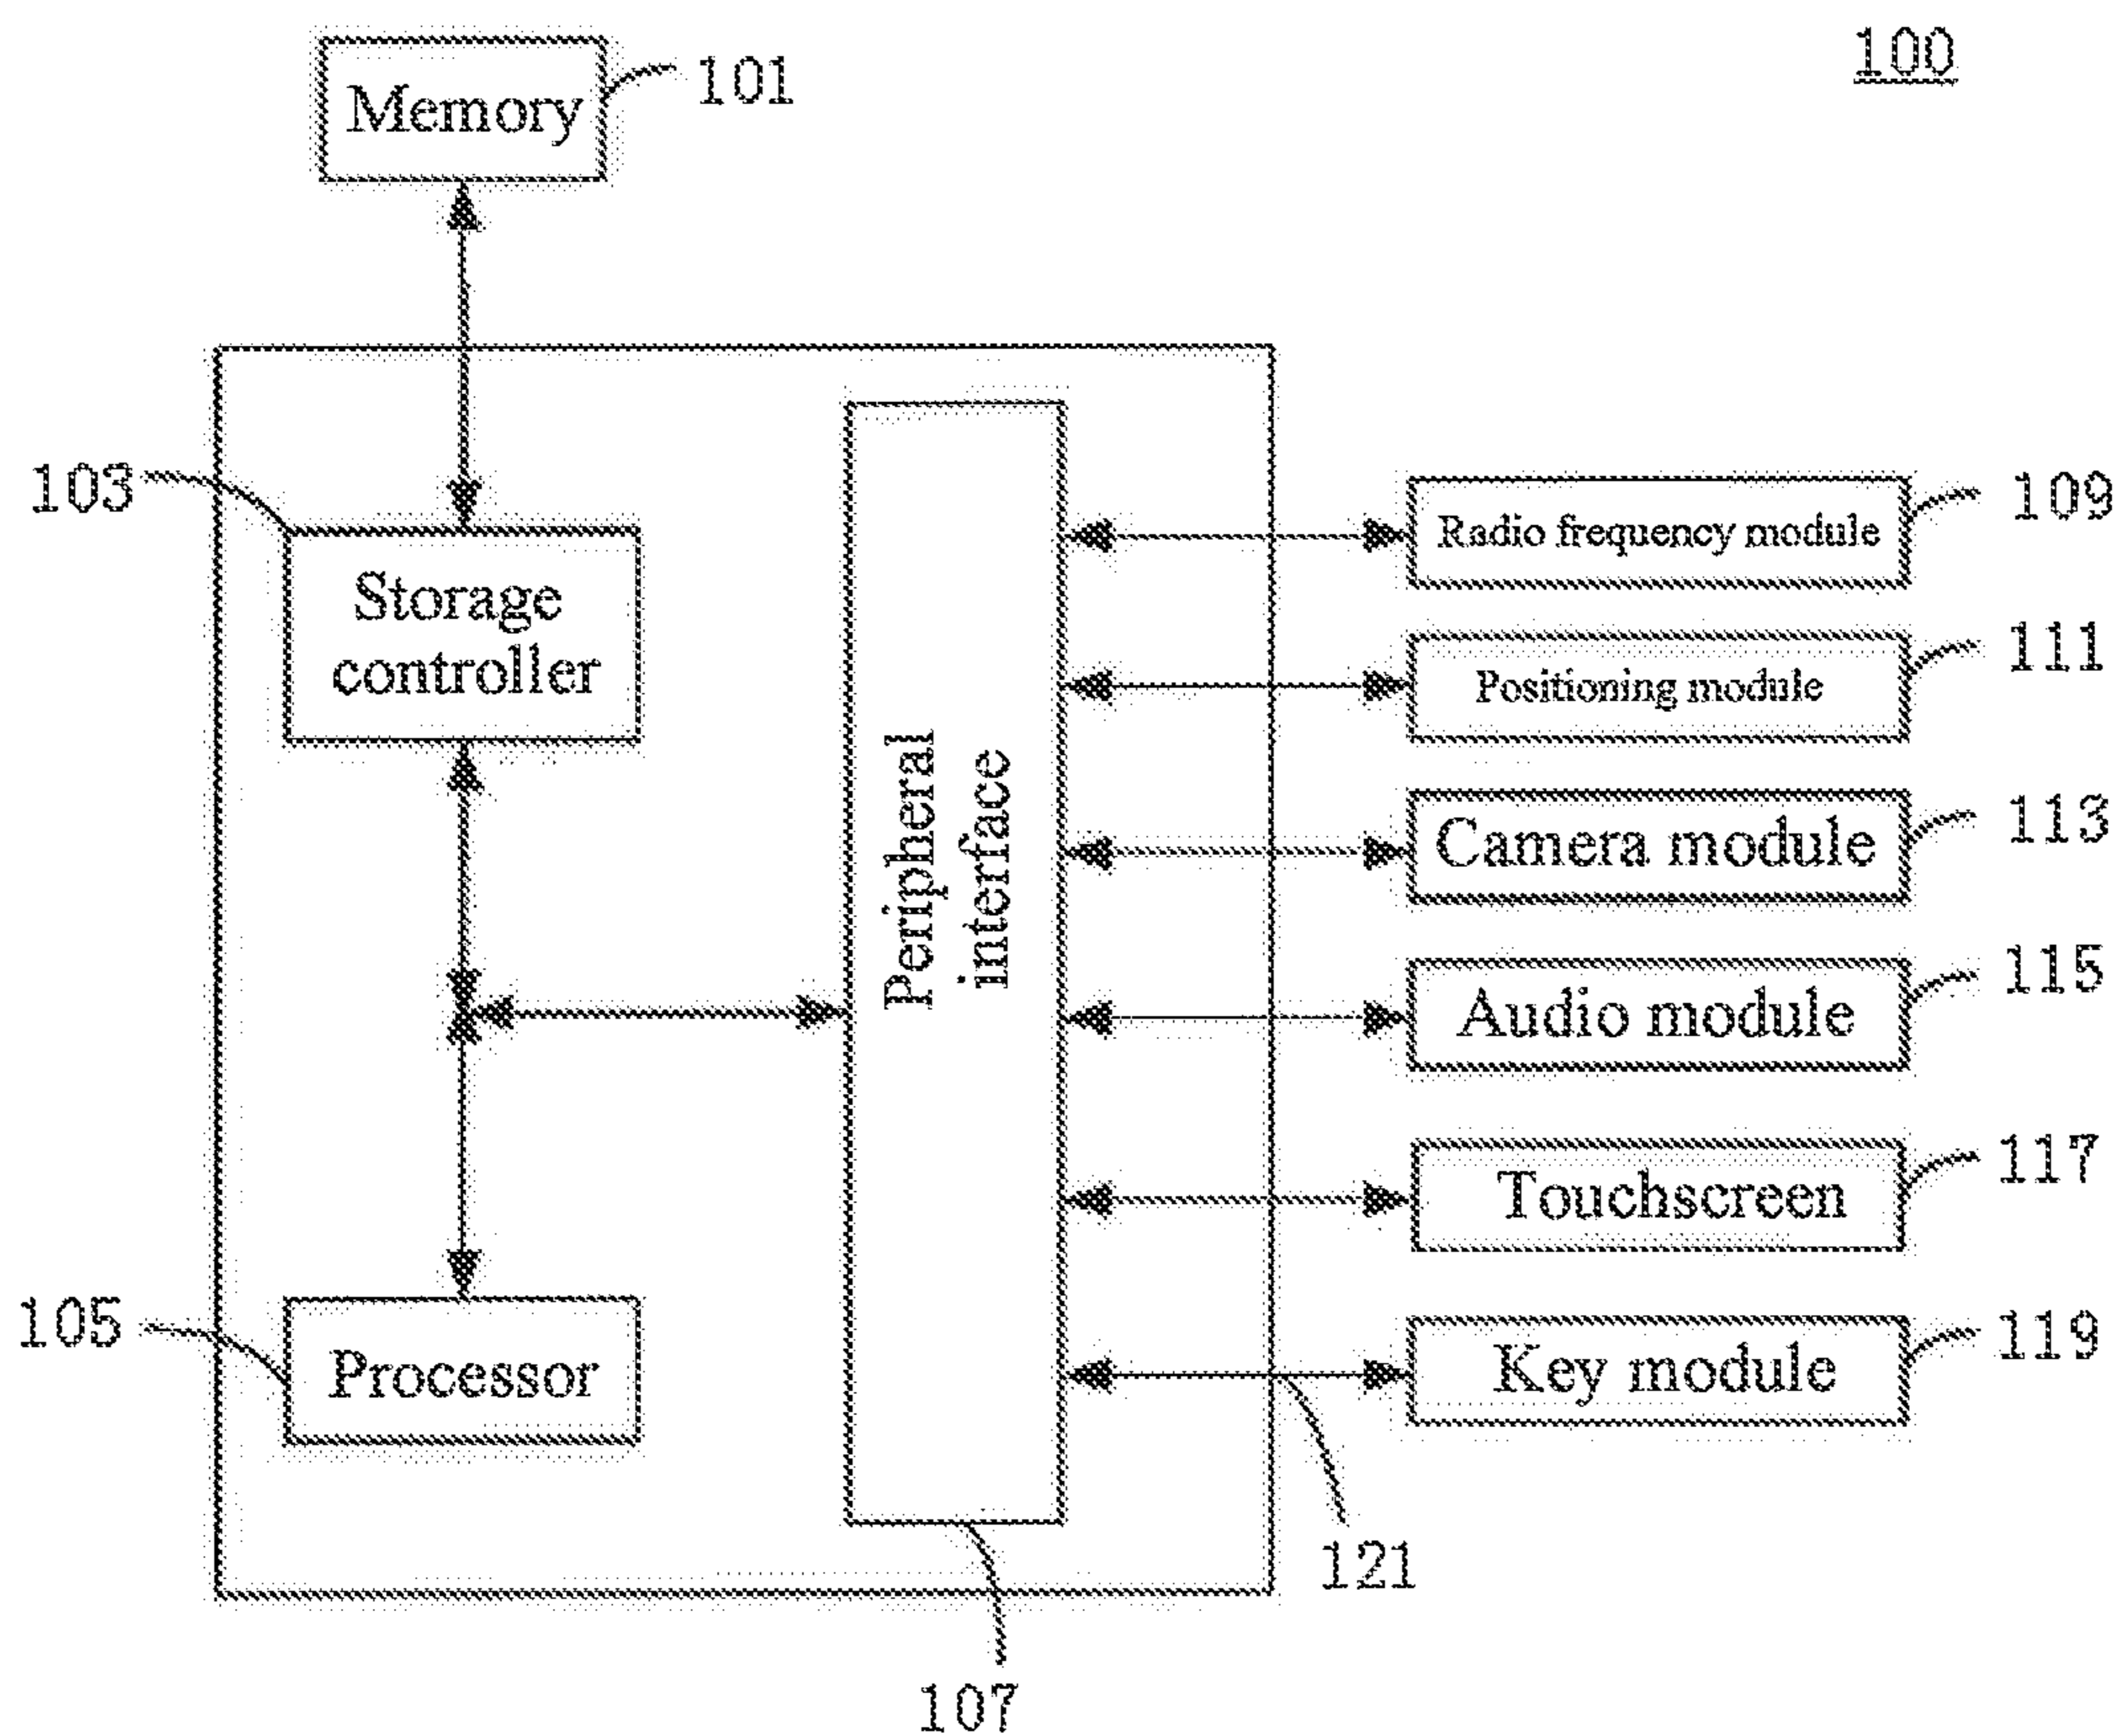 100
Memory
101
103
Storage
controller
Peripheral
interface
Radio frequency module
109
Positioning module
111
Camera module
113
Audio module
115
Touchscreen
117
105
Processor
Key module
119
121
107